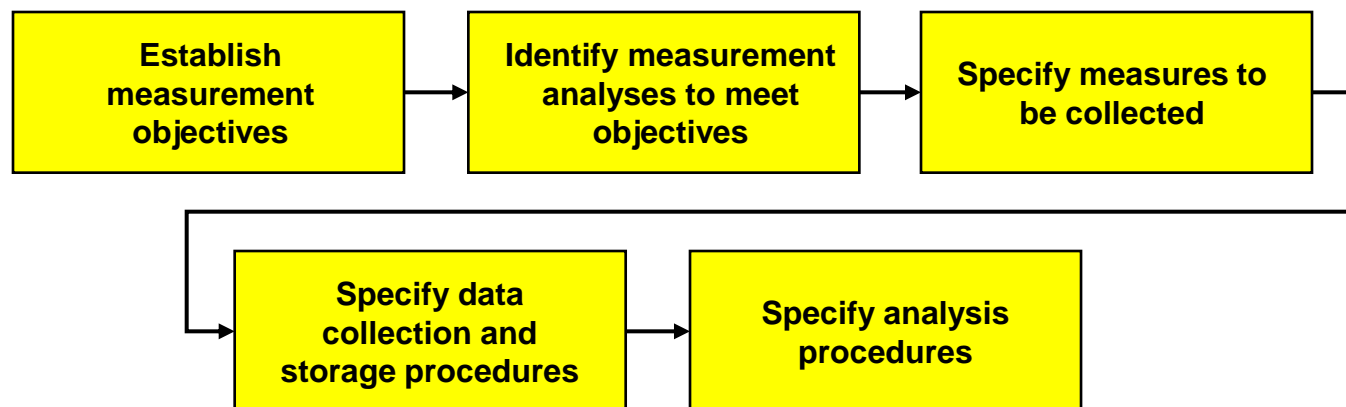 Establish
measurement
objectives
Identify measurement
analyses to meet
objectives
Specify measures to
be collected
Specify data
collection and
storage procedures
Specify analysis
procedures